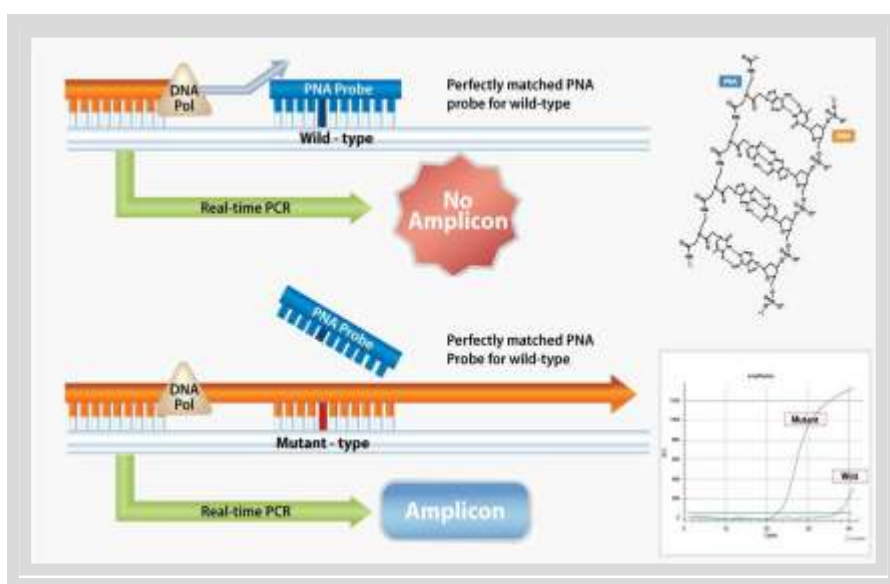 DNA
Pol
PNA Probe
Perfectly matched PNA
probe for wild-type
Wild - type
Real-time PCR
No
Amplicon
PNA
PNA Probe
Perfectly matched PNA
Probe for wild-type
DNA
Pol
Mutant - type
Real-time PCR
Amplicon
Amplification
Mutant
Wild